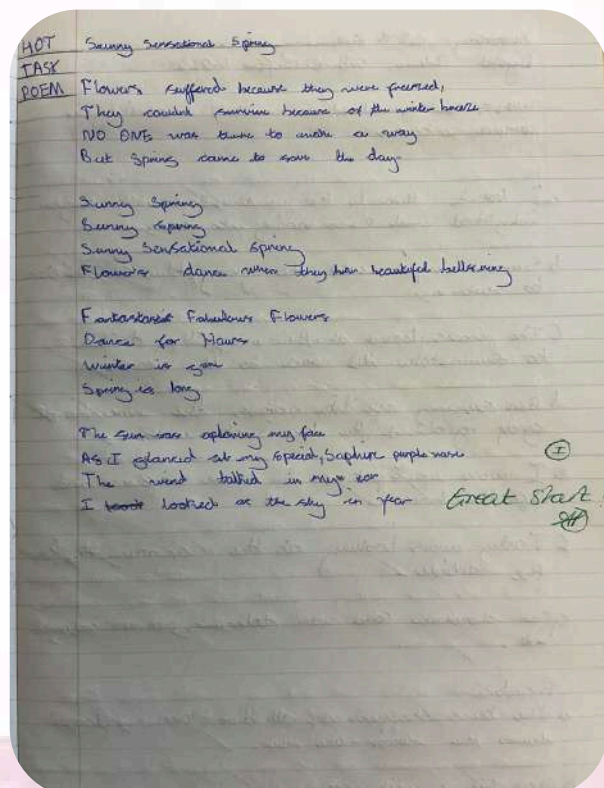 HOT Sunny Sensational Spring
TASK
POEM Flowers suffered because they were freezed,
They couldnt survive because of the winter breeze
NO ONE was there to make a way
But Spring came to save the day.
Sunny Spring
Sunny Spring
Sunny Sensational Spring
Flowers dance when they hear beautiful bells ring
Fabulous Flowers
Dance for Hours
Winter is gone
Spring is long
The sun was my face
As I glanced at my special, Saphire purple vase
The wind talked in my ear
I looked at the sky in fear
I
Great Start